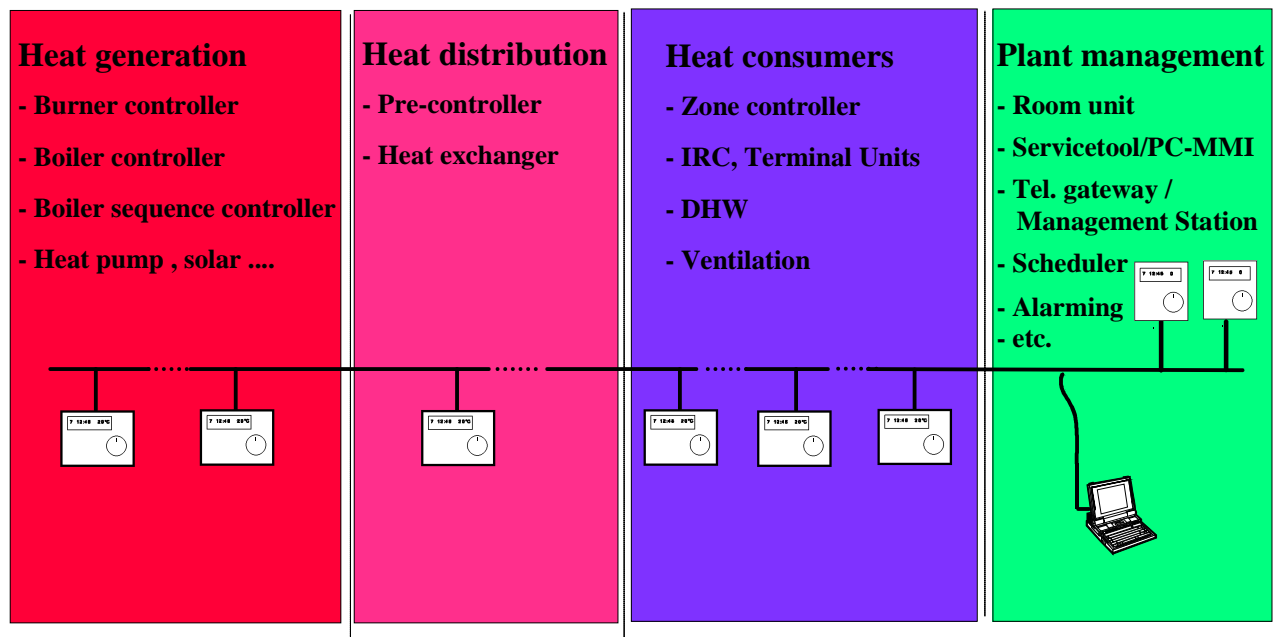 Heat generation
- Burner controller
- Boiler controller
- Boiler sequence controller
- Heat pump , solar ....
Heat distribution
- Pre-controller
- Heat exchanger
Heat consumers
- Zone controller
- IRC, Terminal Units
- DHW
- Ventilation
Plant management
- Room unit
- Servicetool/PC-MMI
- Tel. gateway /
Management Station
- Scheduler
- Alarming
- etc.